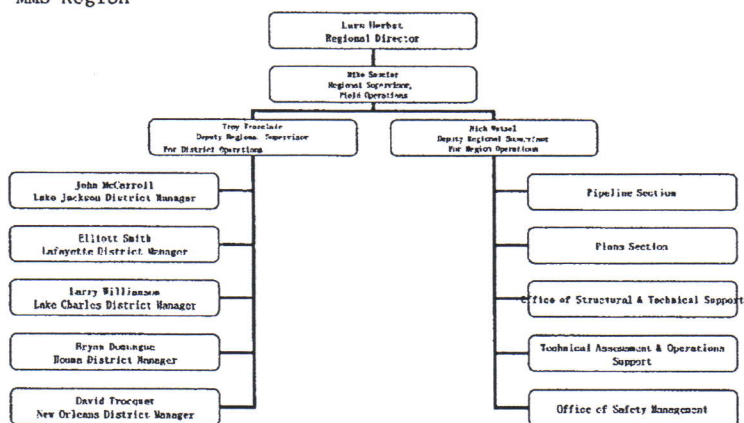 MMS Region
Lars Herbst
Regional Director
Mike Saucier
Regional Supervisor,
Field Operations
Troy Trosclair
Deputy Regional Supervisor
For District Operations
Deputy Regional Supervisor
For Region Operations
John McCarroll
Lake Jackson District Manager
Elliott Smith
Lafayette District Manager
Larry Williamson
Lake Charles District Manager
Bryan Domangue
Houma District Manager
David Trocquet
New Orleans District Manager
Pipeline Section
Plans Section
Office of Structural & Technical Support
Technical Assessment & Operations
Support
Office of Safety Management